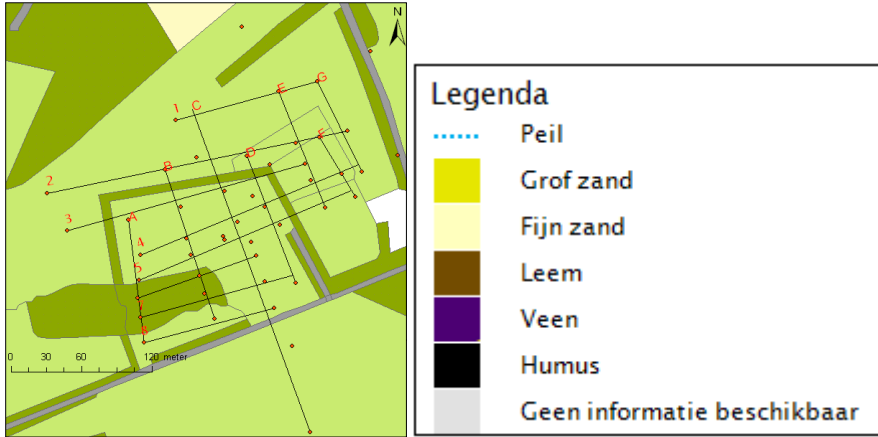 N
G
E
1 C
F
D
B
2
A
3
4
5
7
8
0 30 60 120 meter
Legenda
Peil
Grof zand
Fijn zand
Leem
Veen
Humus
Geen informatie beschikbaar